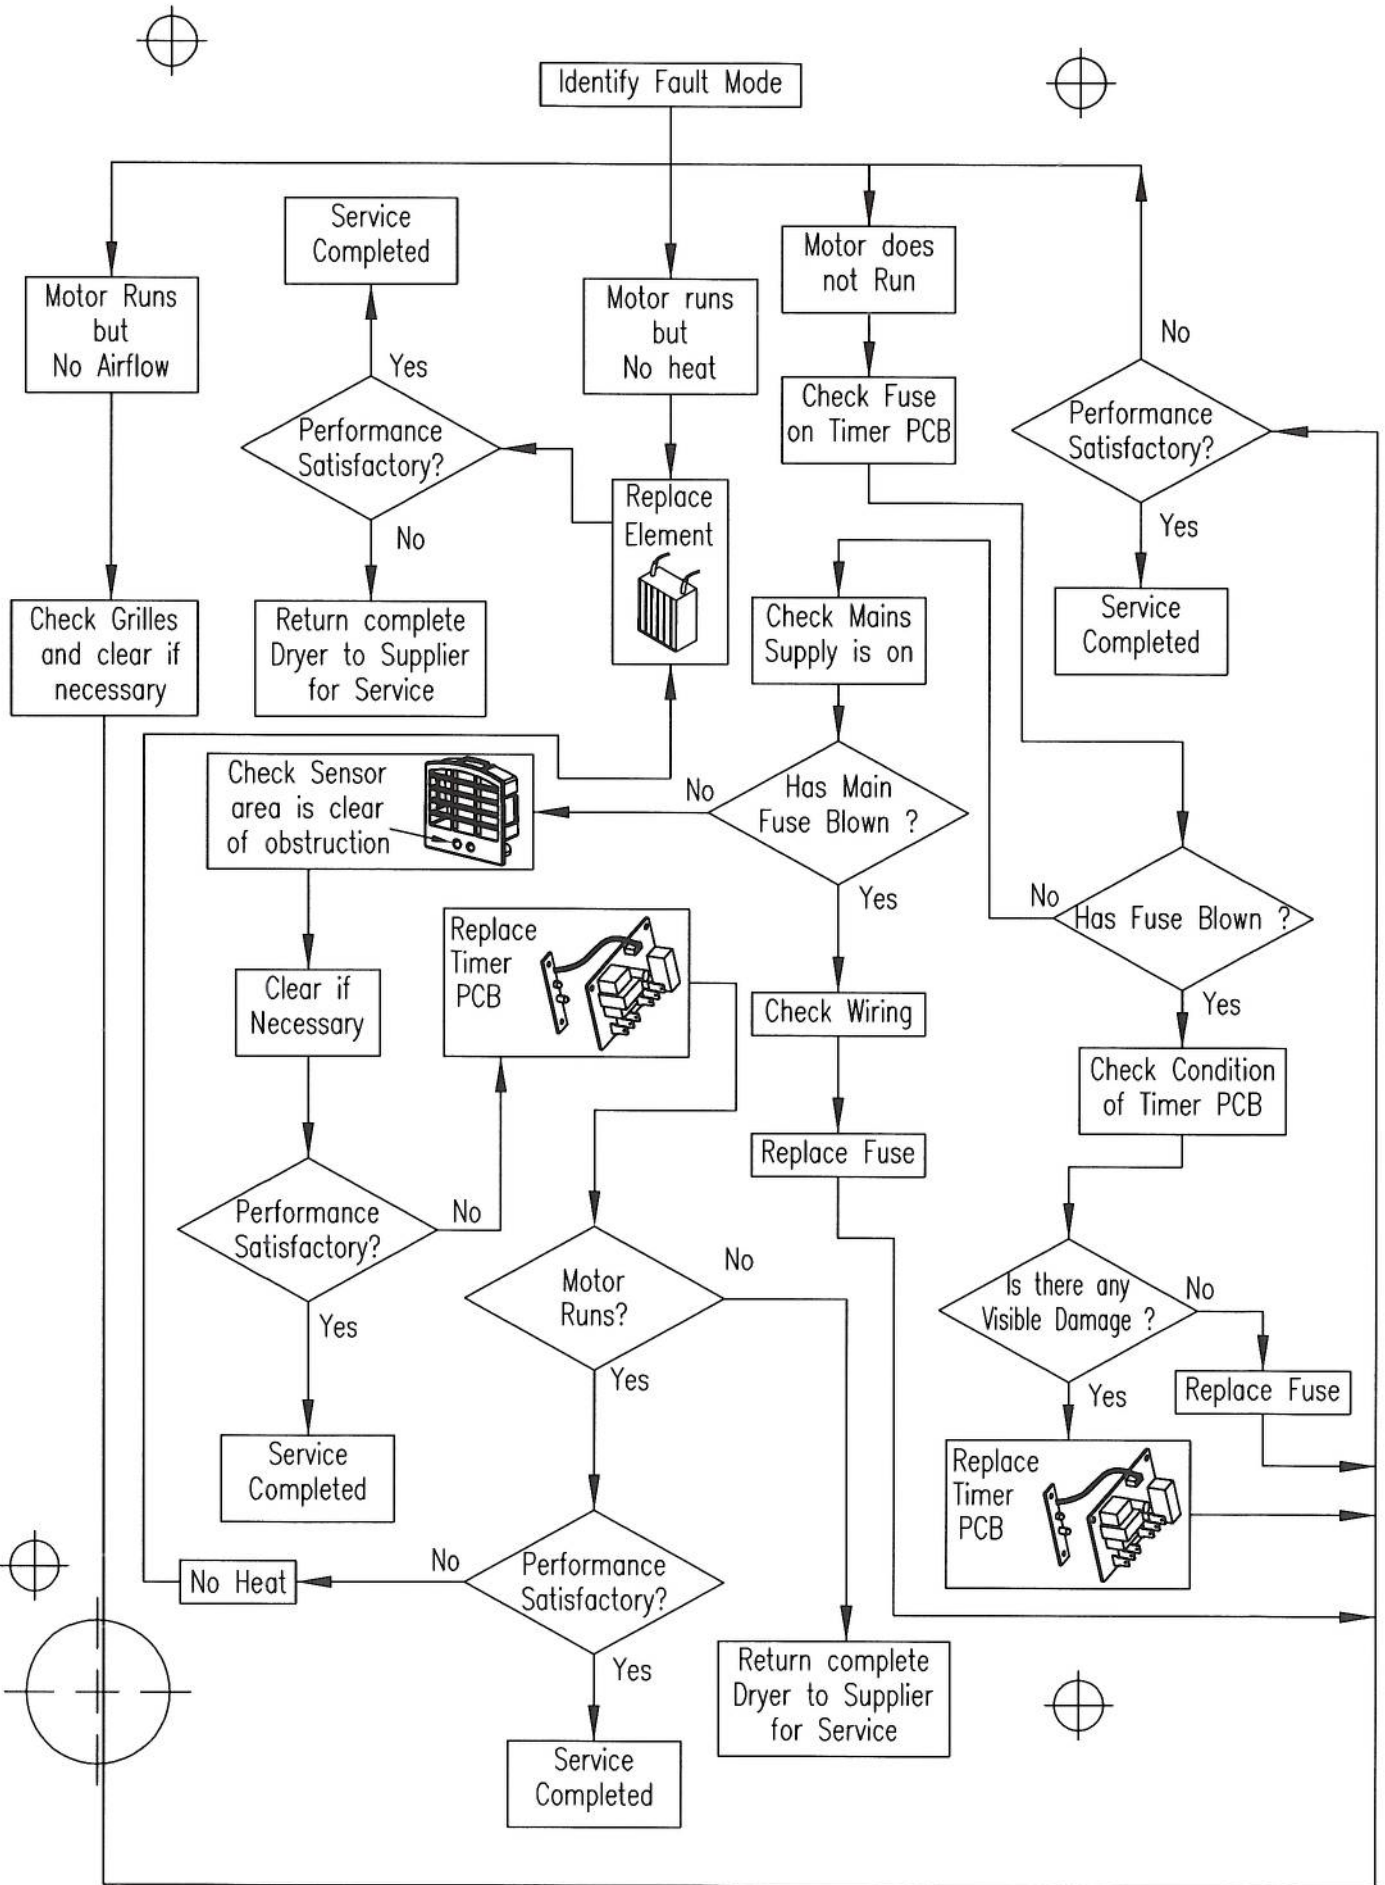 Identify Fault Mode
Service
Completed
Motor does
not Run
Motor Runs
but
No Airflow
Motor runs
but
No heat
No
Yes
Check Fuse
on Timer PCB
Performance
Satisfactory?
Performance
Satisfactory?
Replace
Element
Yes
No
Check Grilles
and clear if
necessary
Return complete
Dryer to Supplier
for Service
Check Mains
Supply is on
Service
Completed
Check Sensor
area is clear
of obstruction
No
Has Main
Fuse Blown ?
Yes
No
Has Fuse Blown ?
Replace
Timer
PCB
Clear if
Necessary
Check Wiring
Yes
Check Condition
of Timer PCB
Replace Fuse
Performance
Satisfactory?
No
No
Motor
Runs?
Is there any
Visible Damage ?
No
Yes
Yes
Yes
Replace Fuse
Service
Completed
Replace
Timer
PCB
No Heat
No
Performance
Satisfactory?
Yes
Return complete
Dryer to Supplier
for Service
Service
Completed